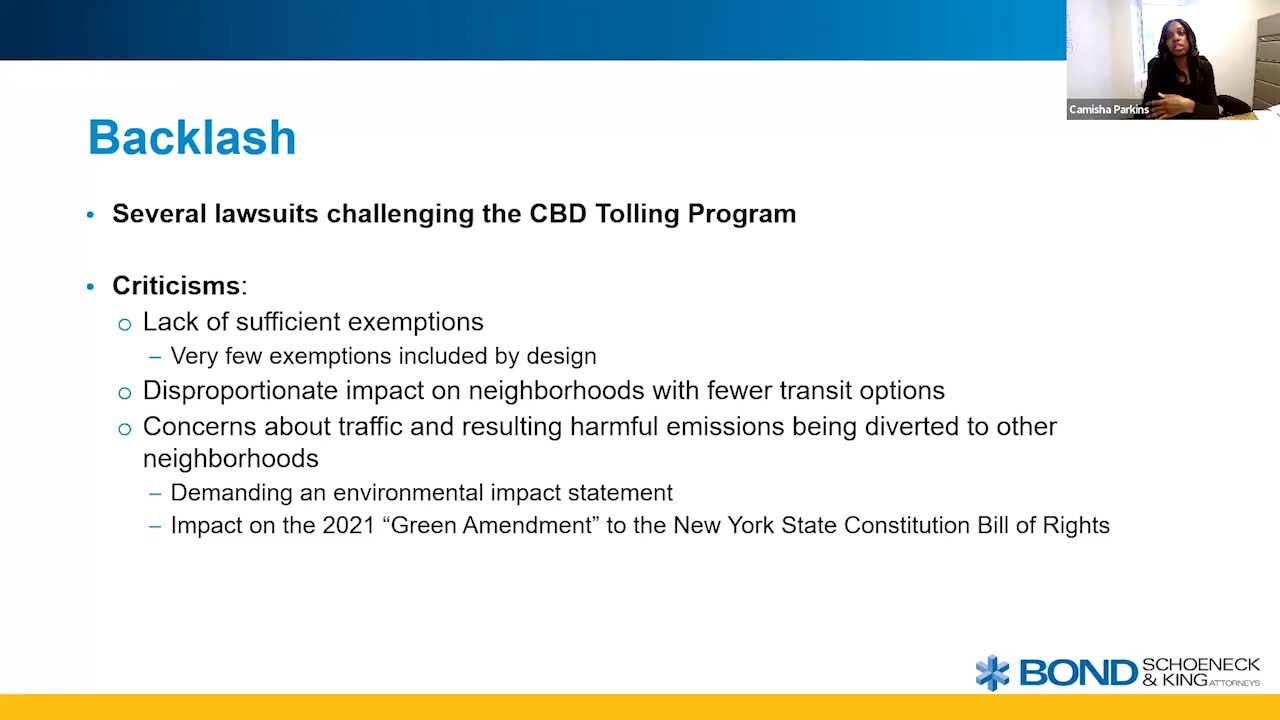 Camisha Parkins
Backlash
• Several lawsuits challenging the CBD Tolling Program
• Criticisms:
o Lack of sufficient exemptions
– Very few exemptions included by design
o Disproportionate impact on neighborhoods with fewer transit options
o Concerns about traffic and resulting harmful emissions being diverted to other
neighborhoods
– Demanding an environmental impact statement
– Impact on the 2021 “Green Amendment” to the New York State Constitution Bill of Rights
BOND SCHOENECK
& KING ATTORNEYS